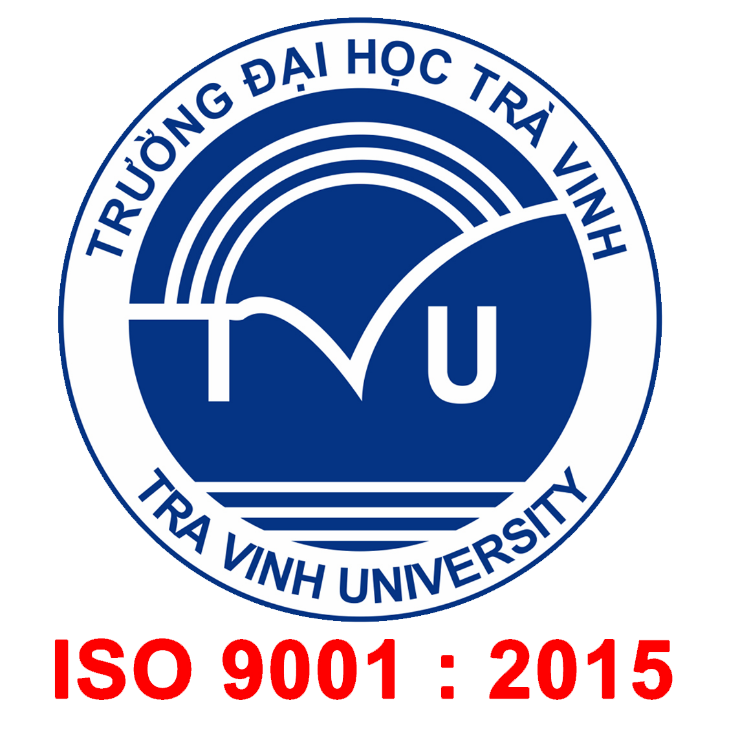 TRƯỜNG ĐẠI HỌC TRÀ VINH
TVU
TRA VINH UNIVERSITY
ISO 9001 : 2015